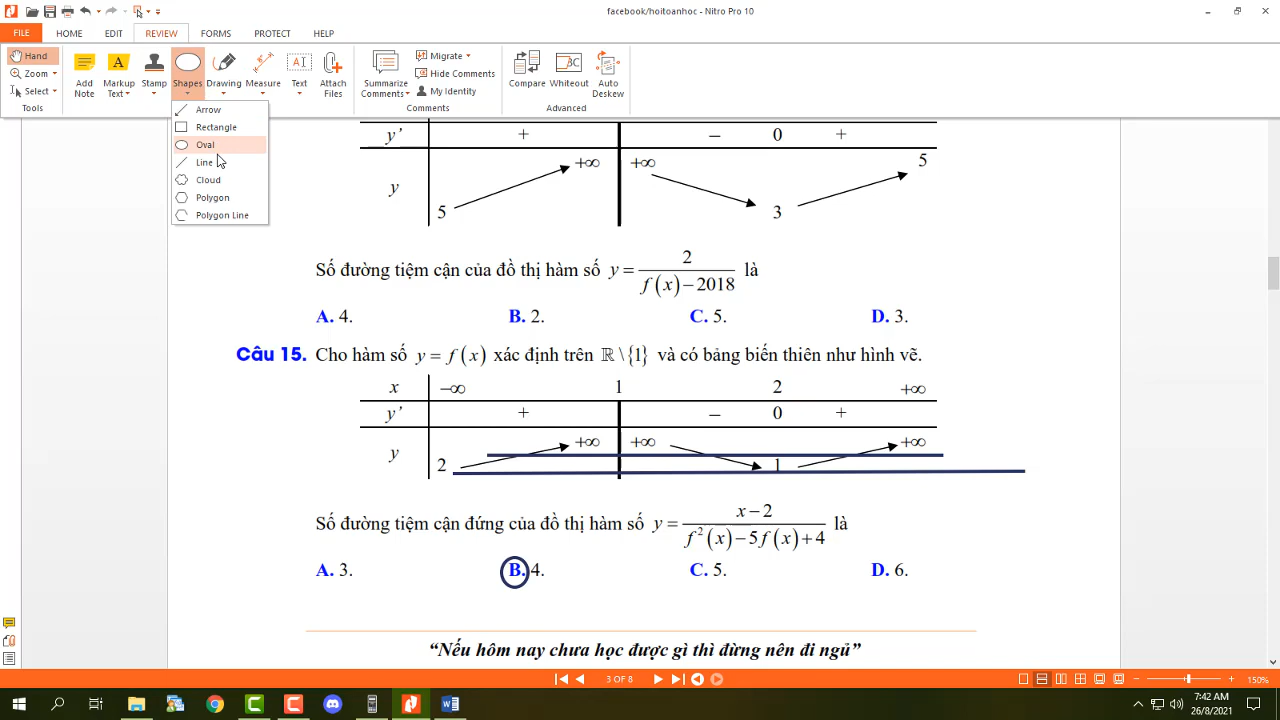 facebook/hoitoanhoc - Nitro Pro 10
FILE HOME EDIT REVIEW FORMS PROTECT HELP
Hand
Zoom
Select
Tools
Add Note
Markup Text
Stamp
Shapes
Drawing
Measure
Text
Attach Files
Summarize Comments
Migrate
Hide Comments
My Identity
Comments
Compare
Whiteout
Auto Deskew
Advanced
Arrow
Rectangle
Oval
Line
Cloud
Polygon
Polygon Line
y' + − 0 +
y 5 +∞ +∞ 3 5
Số đường tiệm cận của đồ thị hàm số y = 2 / (f(x) − 2018) là
A. 4. B. 2. C. 5. D. 3.
Câu 15. Cho hàm số y = f(x) xác định trên ℝ \ {1} và có bảng biến thiên như hình vẽ.
x −∞ 1 2 +∞
y' + − 0 +
y 2 +∞ +∞ 1 +∞
Số đường tiệm cận đứng của đồ thị hàm số y = (x − 2) / (f²(x) − 5f(x) + 4) là
A. 3. B. 4. C. 5. D. 6.
“Nếu hôm nay chưa học được gì thì đừng nên đi ngủ”
3 OF 8
150%
7:42 AM
26/8/2021